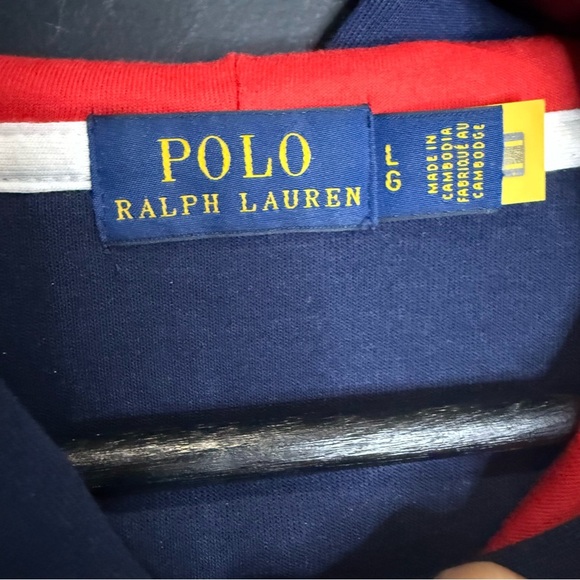 POLO
RALPH LAUREN
L
G
MADE IN
CAMBODIA
FABRIQUÉ AU
CAMBODGE